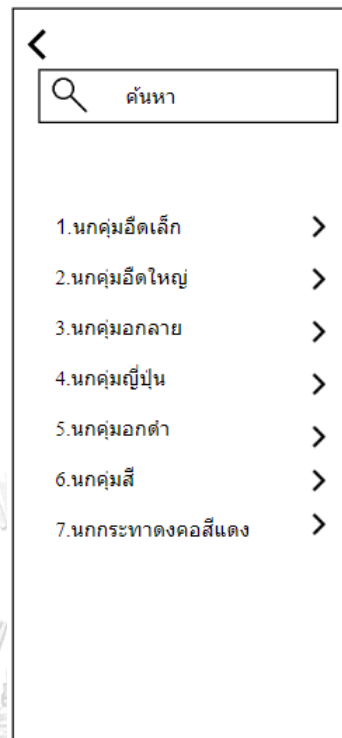 ค้นหา
1.นกคุ่มอืดเล็ก
2.นกคุ่มอืดใหญ่
3.นกคุ่มอกลาย
4.นกคุ่มญี่ปุ่น
5.นกคุ่มอกดำ
6.นกคุ่มสี
7.นกกระทาดงคอสีแดง